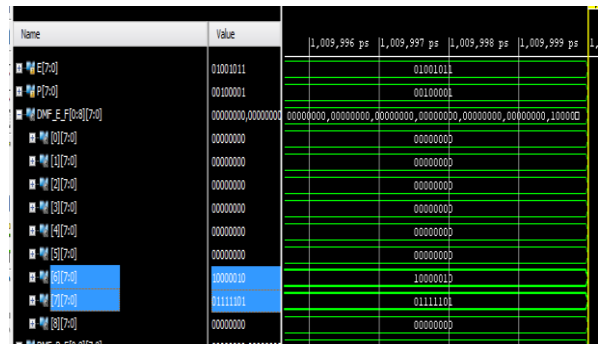 Name Value 1,009,996 ps 1,009,997 ps 1,009,998 ps 1,009,999 ps 1,
E[7:0] 01001011 01001011
P[7:0] 00100001 00100001
DMF_E_F[0:8][7:0] 00000000,00000000 00000000,00000000,00000000,00000000,00000000,00000000,10000
[0][7:0] 00000000 00000000
[1][7:0] 00000000 00000000
[2][7:0] 00000000 00000000
[3][7:0] 00000000 00000000
[4][7:0] 00000000 00000000
[5][7:0] 00000000 00000000
[6][7:0] 10000010 10000010
[7][7:0] 01111101 01111101
[8][7:0] 00000000 00000000